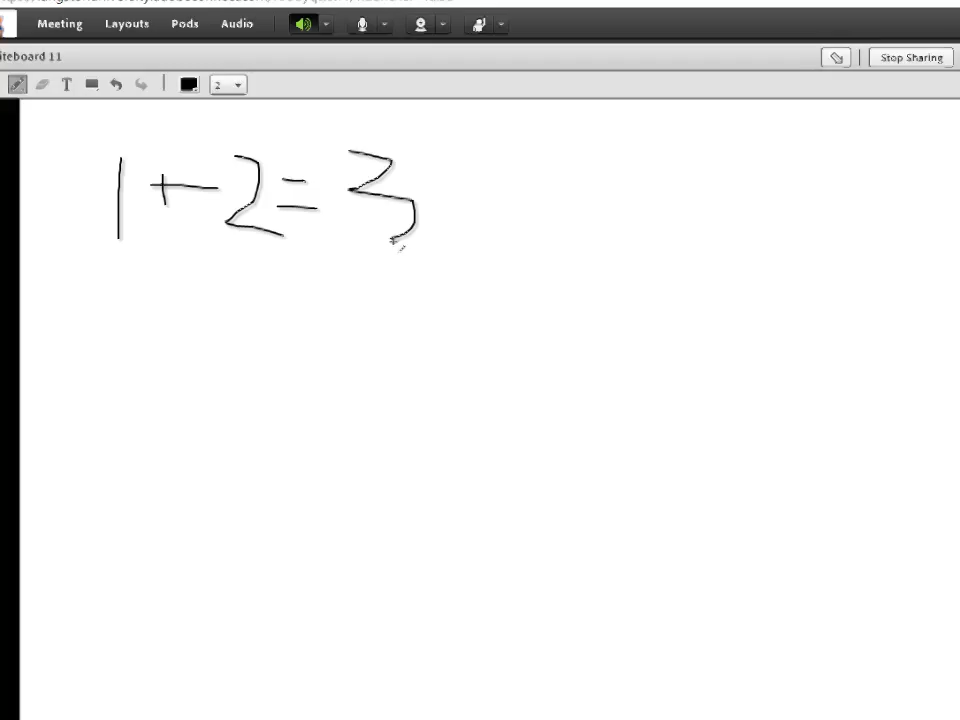 Meeting Layouts Pods Audio
iteboard 11 Stop Sharing
T 2
1 + 2 = 3